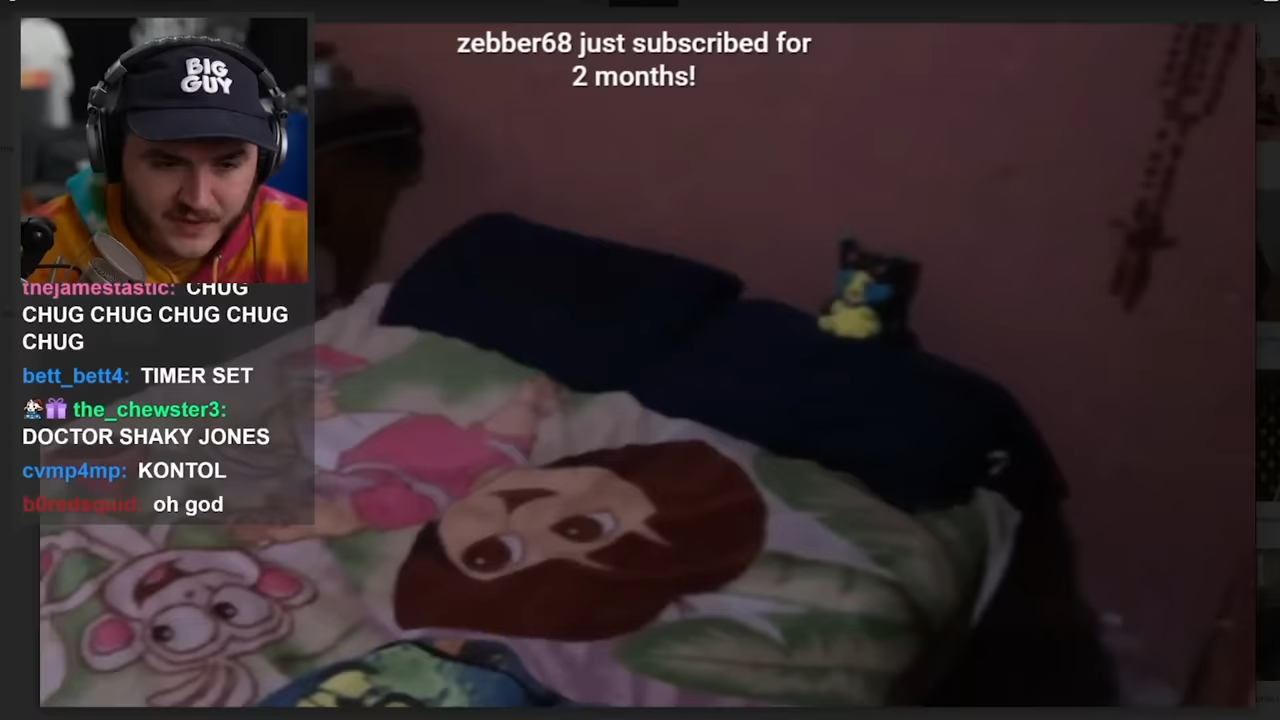 zebber68 just subscribed for
2 months!
BIG
GUY
thejamestastic: CHUG
CHUG CHUG CHUG CHUG
CHUG
bett_bett4: TIMER SET
the_chewster3:
DOCTOR SHAKY JONES
cvmp4mp: KONTOL
b0redsquid: oh god